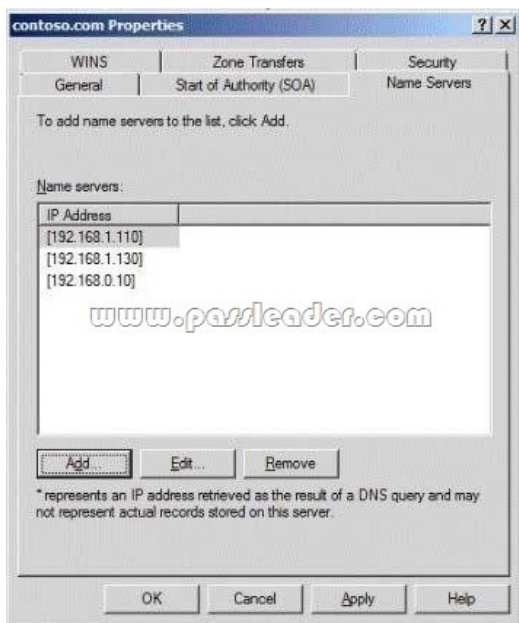 contoso.com Properties
WINS Zone Transfers Security
General Start of Authority (SOA) Name Servers
To add name servers to the list, click Add.
Name servers:
IP Address
[192.168.1.110]
[192.168.1.130]
[192.168.0.10]
www.passleader.com
Add... Edit... Remove
* represents an IP address retrieved as the result of a DNS query and may
not represent actual records stored on this server.
OK Cancel Apply Help